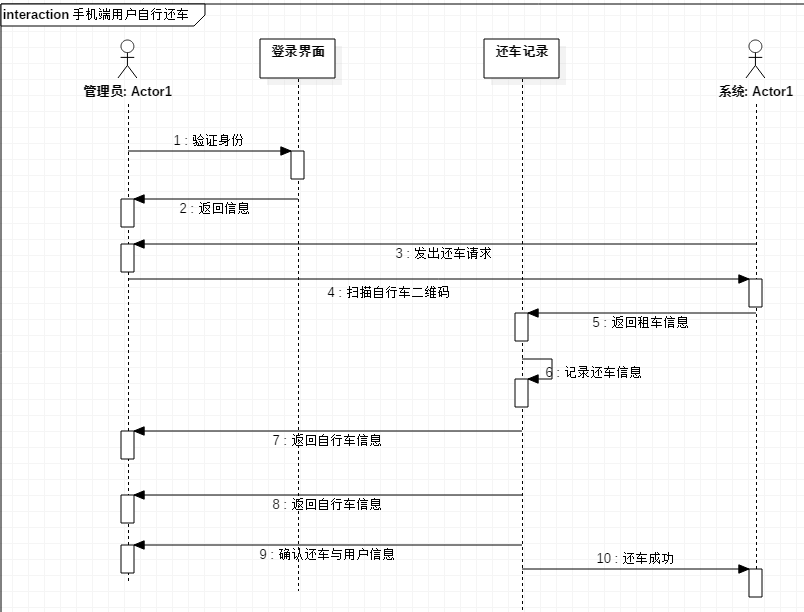 interaction 手机端用户自行还车
登录界面
还车记录
管理员: Actor1
系统: Actor1
1 : 验证身份
2 : 返回信息
3 : 发出还车请求
4 : 扫描自行车二维码
5 : 返回租车信息
6 : 记录还车信息
7 : 返回自行车信息
8 : 返回自行车信息
9 : 确认还车与用户信息
10 : 还车成功